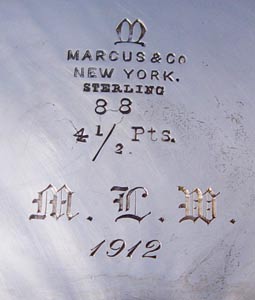 M
MARCUS & Co
NEW YORK.
STERLING
88
4 1/2 Pts.
M. L. W.
1912